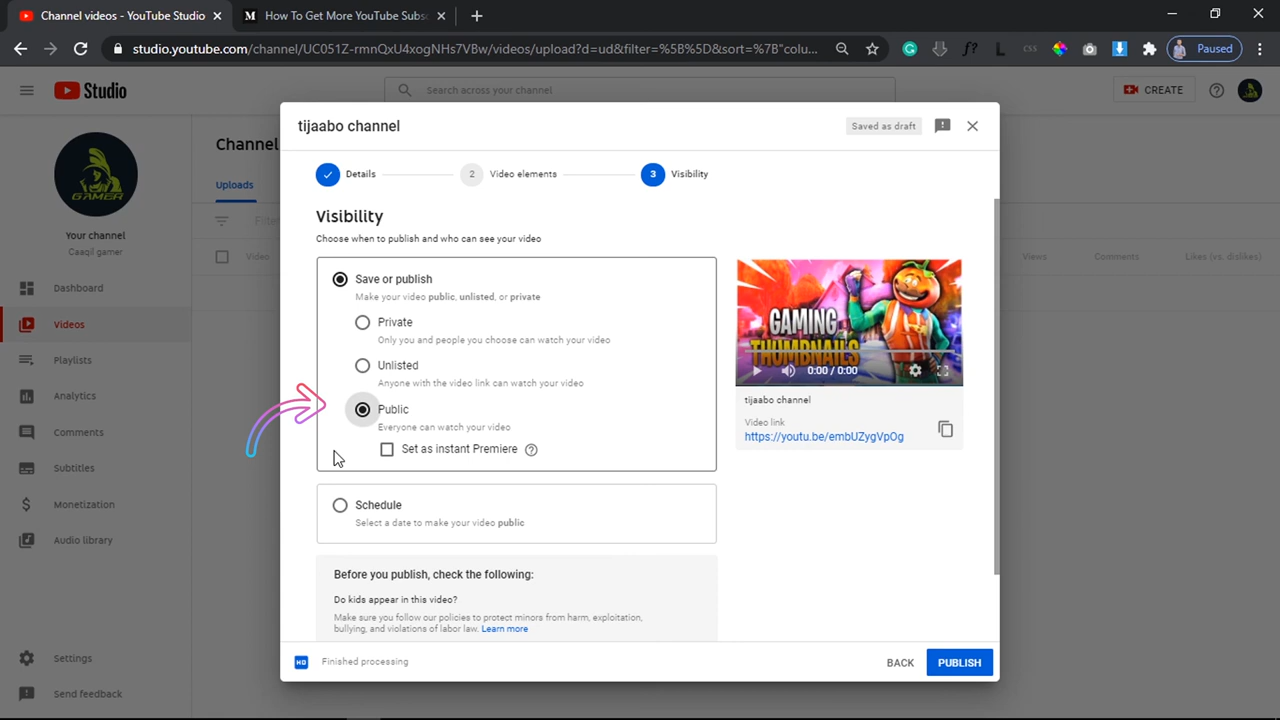 Channel videos - YouTube Studio
How To Get More YouTube Subsc
studio.youtube.com/channel/UC051Z-rmnQxU4xogNHs7VBw/videos/upload?d=ud&filter=%5B%5D&sort=%7B"colu...
Paused
Studio
Search across your channel
CREATE
GAMER
Your channel
Caaqil gamer
Dashboard
Videos
Playlists
Analytics
Comments
Subtitles
Monetization
Audio library
Settings
Send feedback
Channel
Uploads
Filter
Video
Views
Comments
Likes (vs. dislikes)
tijaabo channel
Saved as draft
Details
2
Video elements
3
Visibility
Visibility
Choose when to publish and who can see your video
Save or publish
Make your video public, unlisted, or private
Private
Only you and people you choose can watch your video
Unlisted
Anyone with the video link can watch your video
Public
Everyone can watch your video
Set as instant Premiere
Schedule
Select a date to make your video public
Before you publish, check the following:
Do kids appear in this video?
Make sure you follow our policies to protect minors from harm, exploitation,
bullying, and violations of labor law. Learn more
GAMING
THUMBNAILS
0:00 / 0:00
tijaabo channel
Video link
https://youtu.be/embUZygVpOg
HD
Finished processing
BACK
PUBLISH